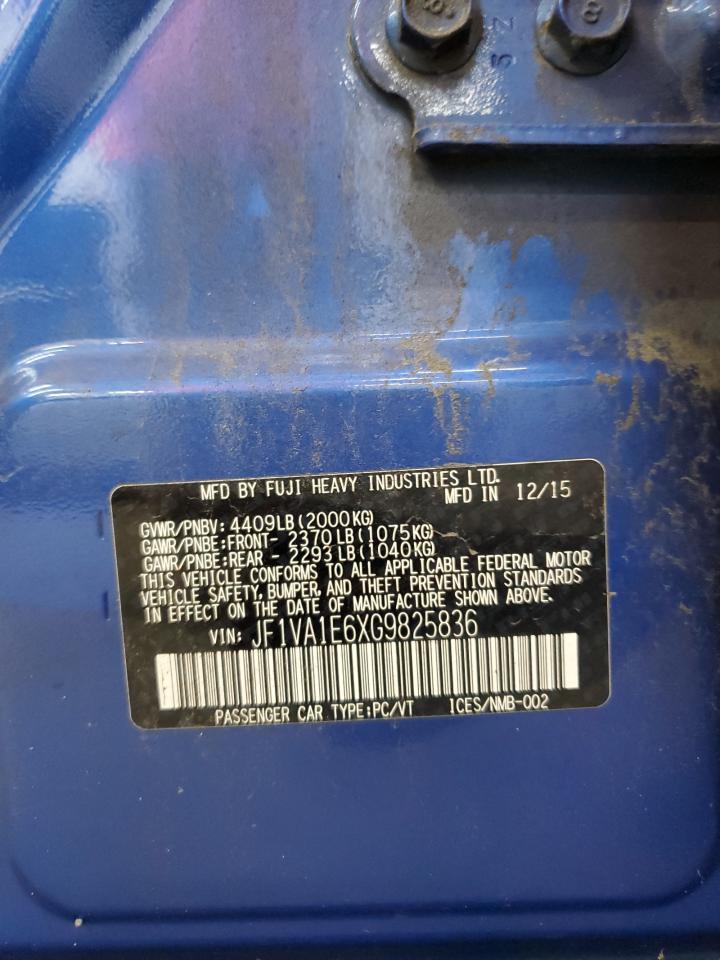 8
8
5 Z
MFD BY FUJI HEAVY INDUSTRIES LTD.
MFD IN 12/15
GVWR/PNBV: 4409LB(2000KG)
GAWR/PNBE:FRONT- 2370LB(1075KG)
GAWR/PNBE:REAR - 2293LB(1040KG)
THIS VEHICLE CONFORMS TO ALL APPLICABLE FEDERAL MOTOR
VEHICLE SAFETY, BUMPER, AND THEFT PREVENTION STANDARDS
IN EFFECT ON THE DATE OF MANUFACTURE SHOWN ABOVE.
VIN: JF1VA1E6XG9825836
PASSENGER CAR TYPE:PC/VT ICES/NMB-002